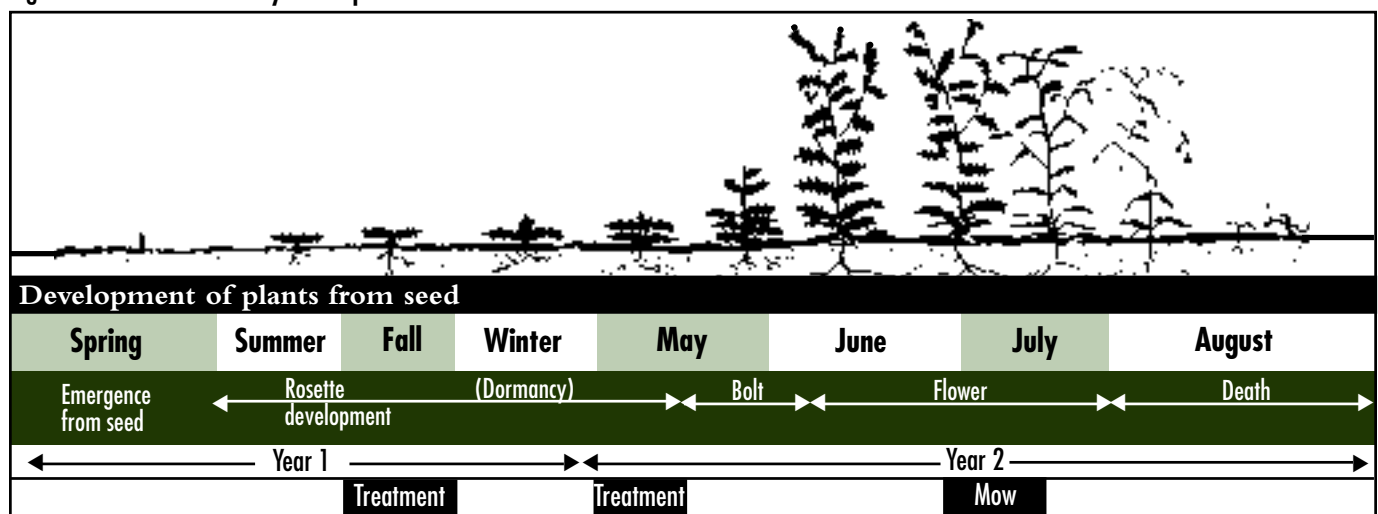 Development of plants from seed
Spring Summer Fall Winter May June July August
Emergence from seed
Rosette development
(Dormancy)
Bolt
Flower
Death
Year 1 Year 2
Treatment Treatment Mow